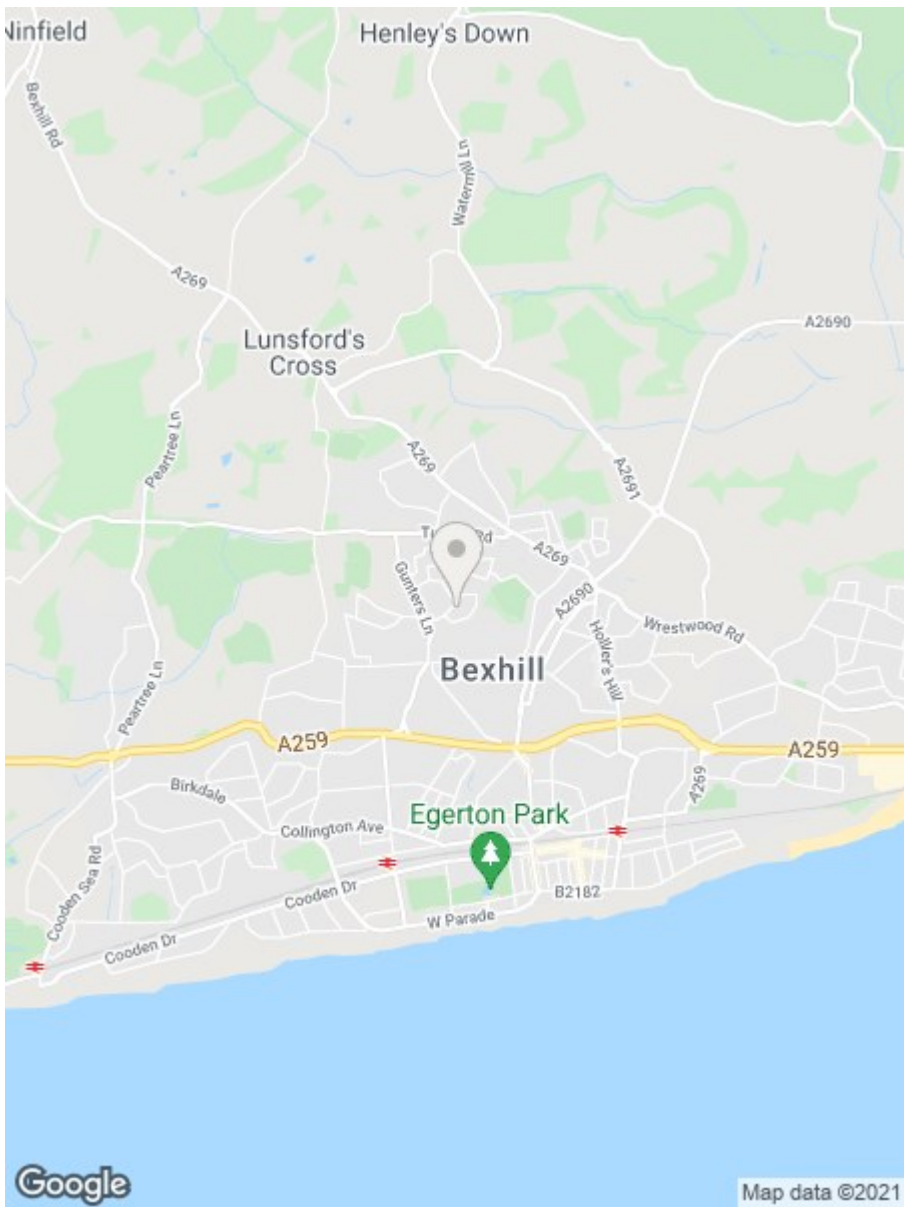 Ninfield
Henley's Down
Bexhill Rd
Watermill Ln
A269
A2690
Lunsford's
Cross
Peartree Ln
A269
A2691
Rd
A269
Gunters Ln
A2690
Wrestwood Rd
Holliers Hill
Bexhill
Peartree Ln
A259
A259
A269
Birkdale
Egerton Park
Collington Ave
Cooden Sea Rd
Cooden Dr
B2182
W Parade
Cooden Dr
Google
Map data ©2021